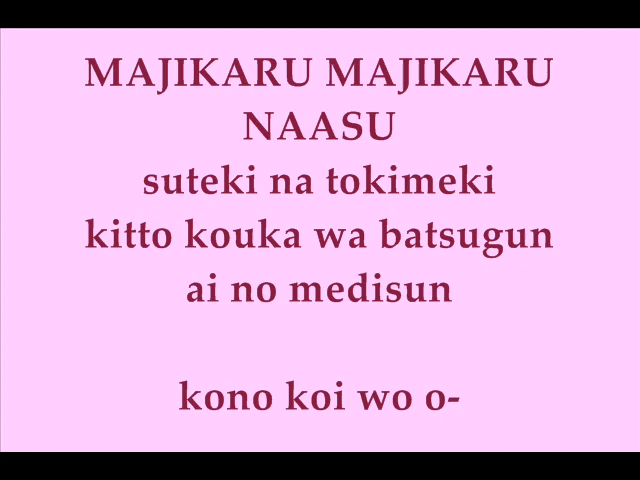 MAJIKARU MAJIKARU
NAASU
suteki na tokimeki
kitto kouka wa batsugun
ai no medisun
kono koi wo o-